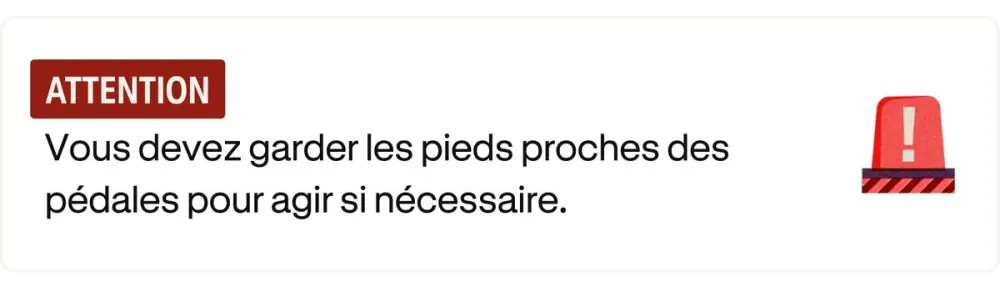 ATTENTION
Vous devez garder les pieds proches des
pédales pour agir si nécessaire.
!